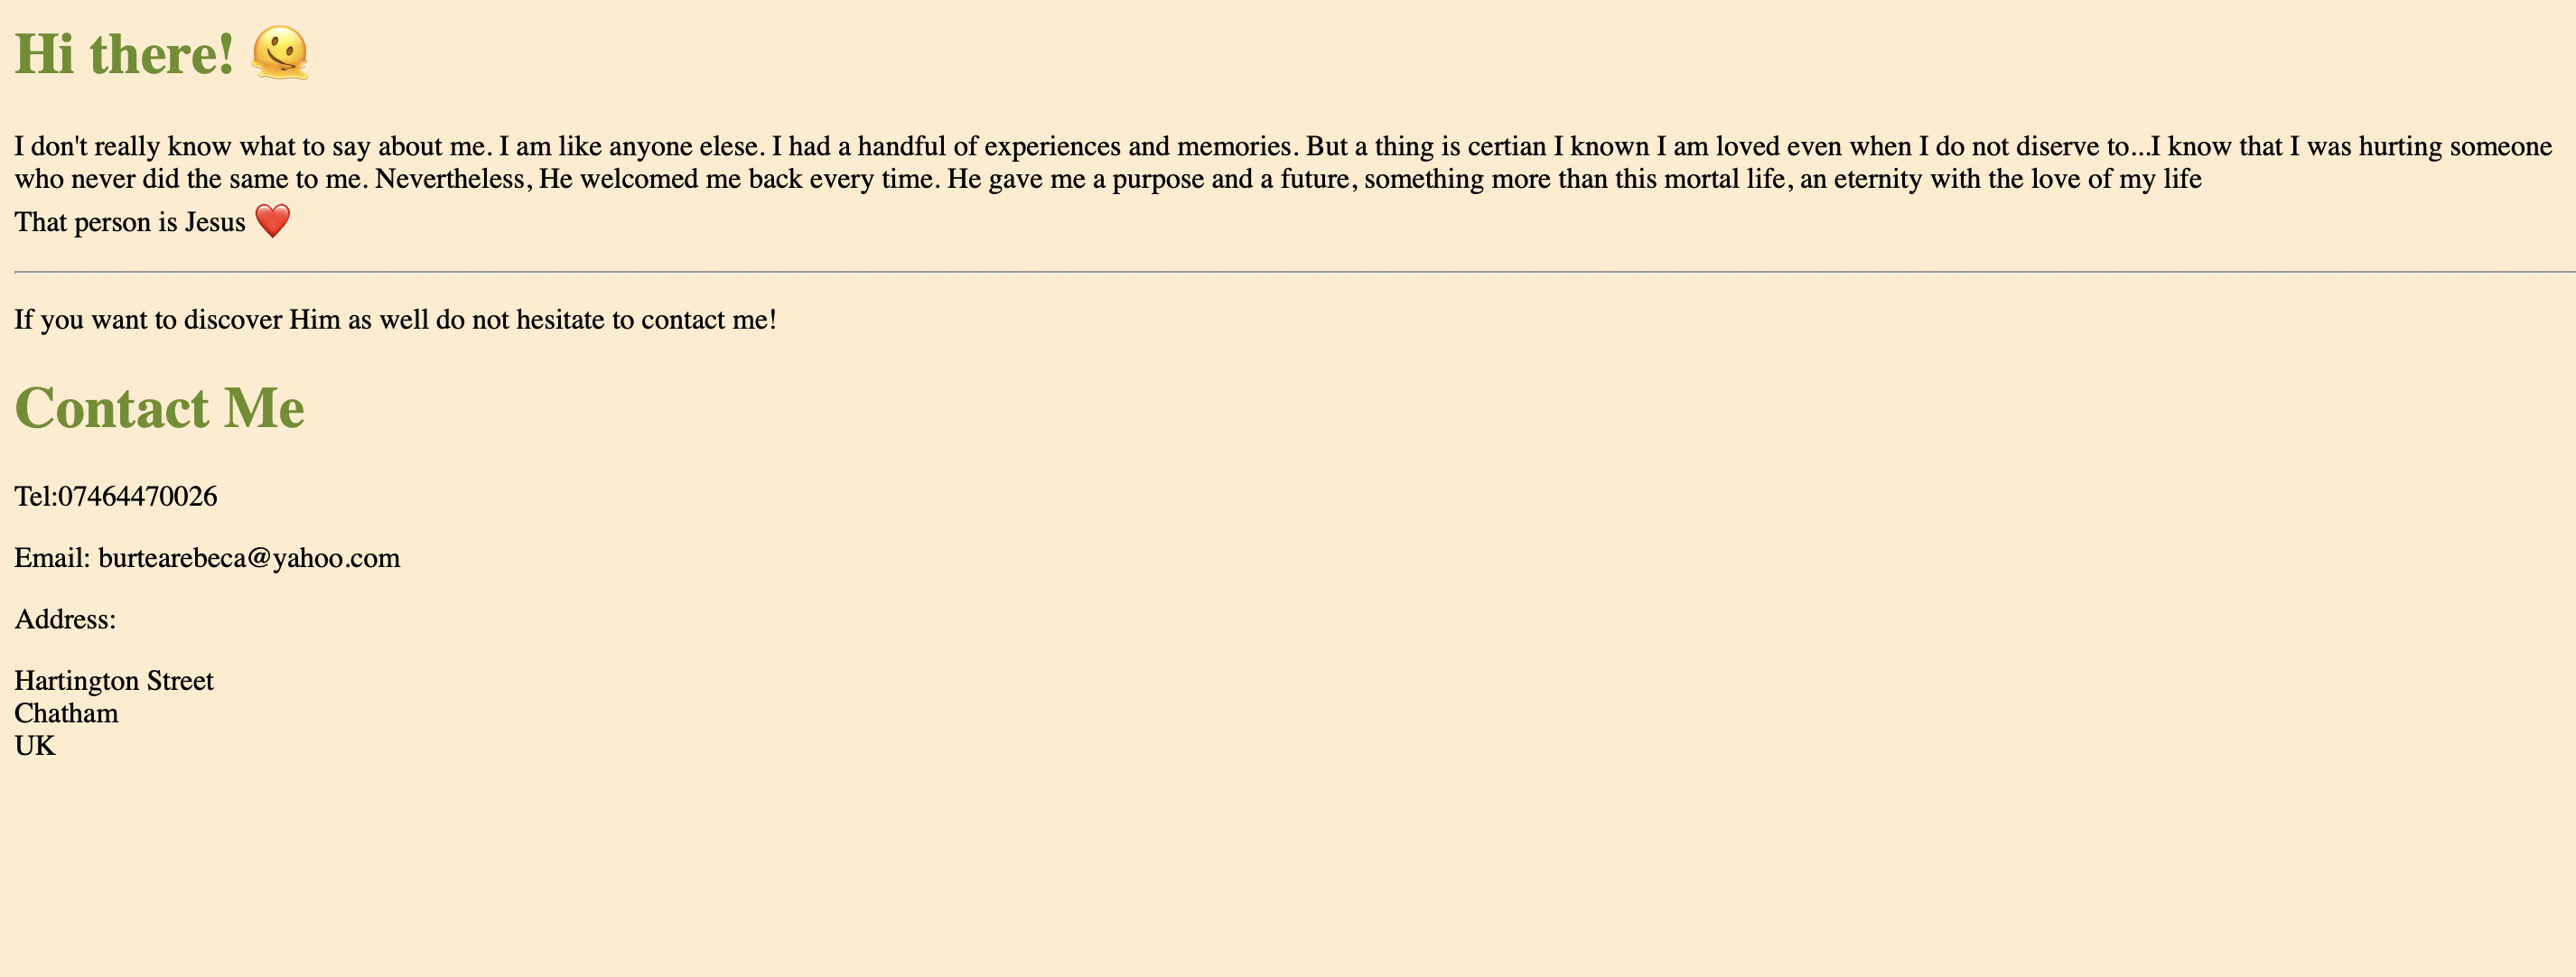 Hi there! 🫠
I don't really know what to say about me. I am like anyone elese. I had a handful of experiences and memories. But a thing is certian I known I am loved even when I do not diserve to...I know that I was hurting someone
who never did the same to me. Nevertheless, He welcomed me back every time. He gave me a purpose and a future, something more than this mortal life, an eternity with the love of my life
That person is Jesus ❤️
If you want to discover Him as well do not hesitate to contact me!
Contact Me
Tel:07464470026
Email: burtearebeca@yahoo.com
Address:
Hartington Street
Chatham
UK